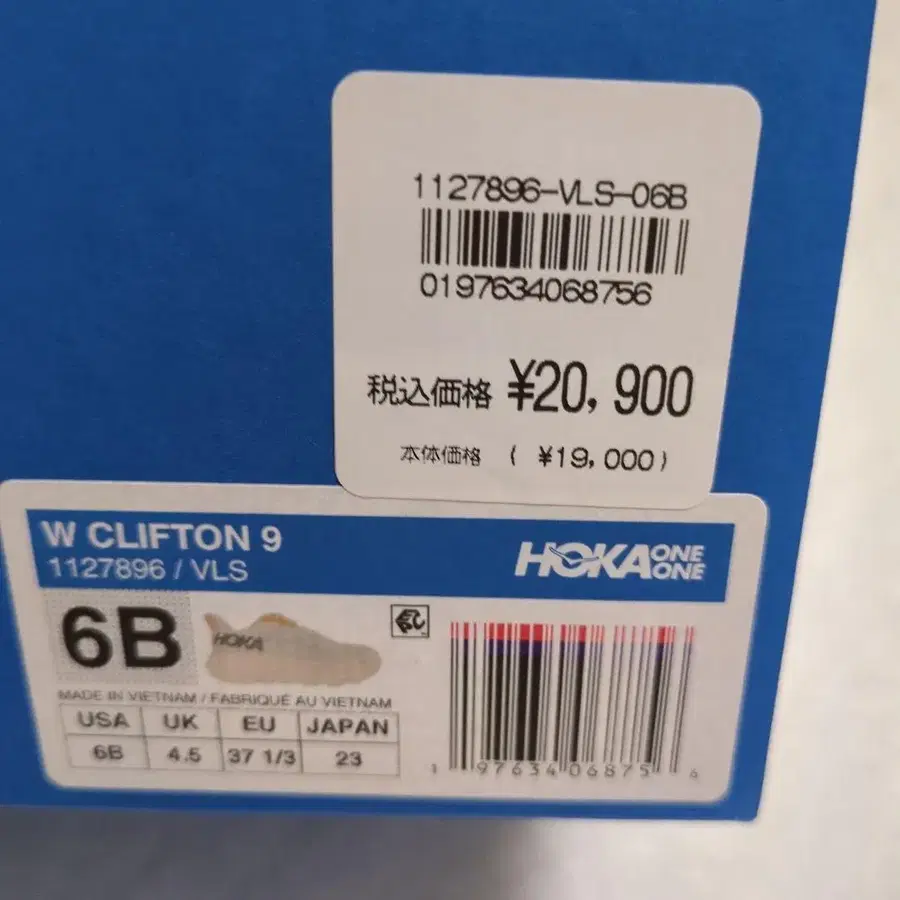 1127896-VLS-06B
0197634068756
税込価格 ¥20,900
本体価格 ( ¥19,000)
W CLIFTON 9
1127896 / VLS
HOKA ONE ONE
6B
HOKA
EC
MADE IN VIETNAM / FABRIQUÉ AU VIETNAM
USA UK EU JAPAN
6B 4.5 37 1/3 23
1 97634 06875 6